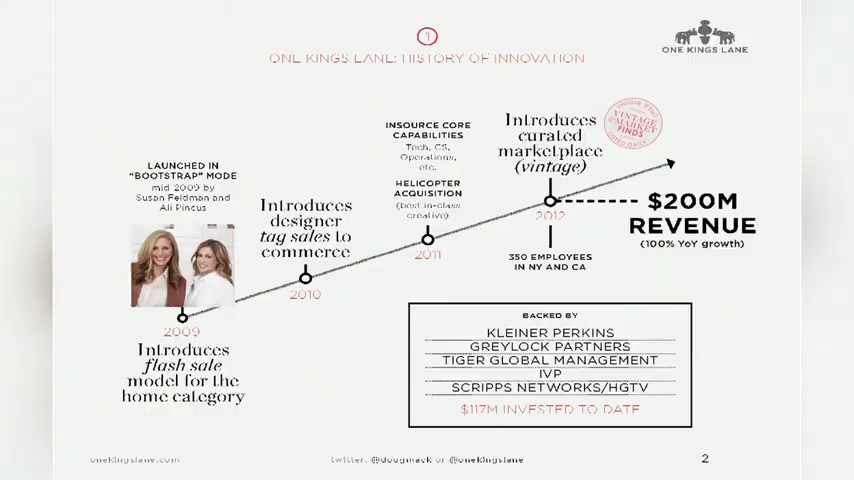 1
ONE KINGS LANE: HISTORY OF INNOVATION
ONE KINGS LANE
LAUNCHED IN
"BOOTSTRAP" MODE
mid 2009 by
Susan Feldman and
Ali Pincus
2009
Introduces
flash sale
model for the
home category
Introduces
designer
tag sales to
commerce
2010
INSOURCE CORE
CAPABILITIES
Tech, CS,
Operations,
etc.
HELICOPTER
ACQUISITION
(best-in-class
creative)
2011
Introduces
curated
marketplace
(vintage)
VINTAGE
& MARKET
FINDS
LISTED DAILY
2012
350 EMPLOYEES
IN NY AND CA
$200M
REVENUE
(100% YoY growth)
BACKED BY
KLEINER PERKINS
GREYLOCK PARTNERS
TIGER GLOBAL MANAGEMENT
IVP
SCRIPPS NETWORKS/HGTV
$117M INVESTED TO DATE
onekingslane.com
twitter: @dougmack or @onekingslane
2